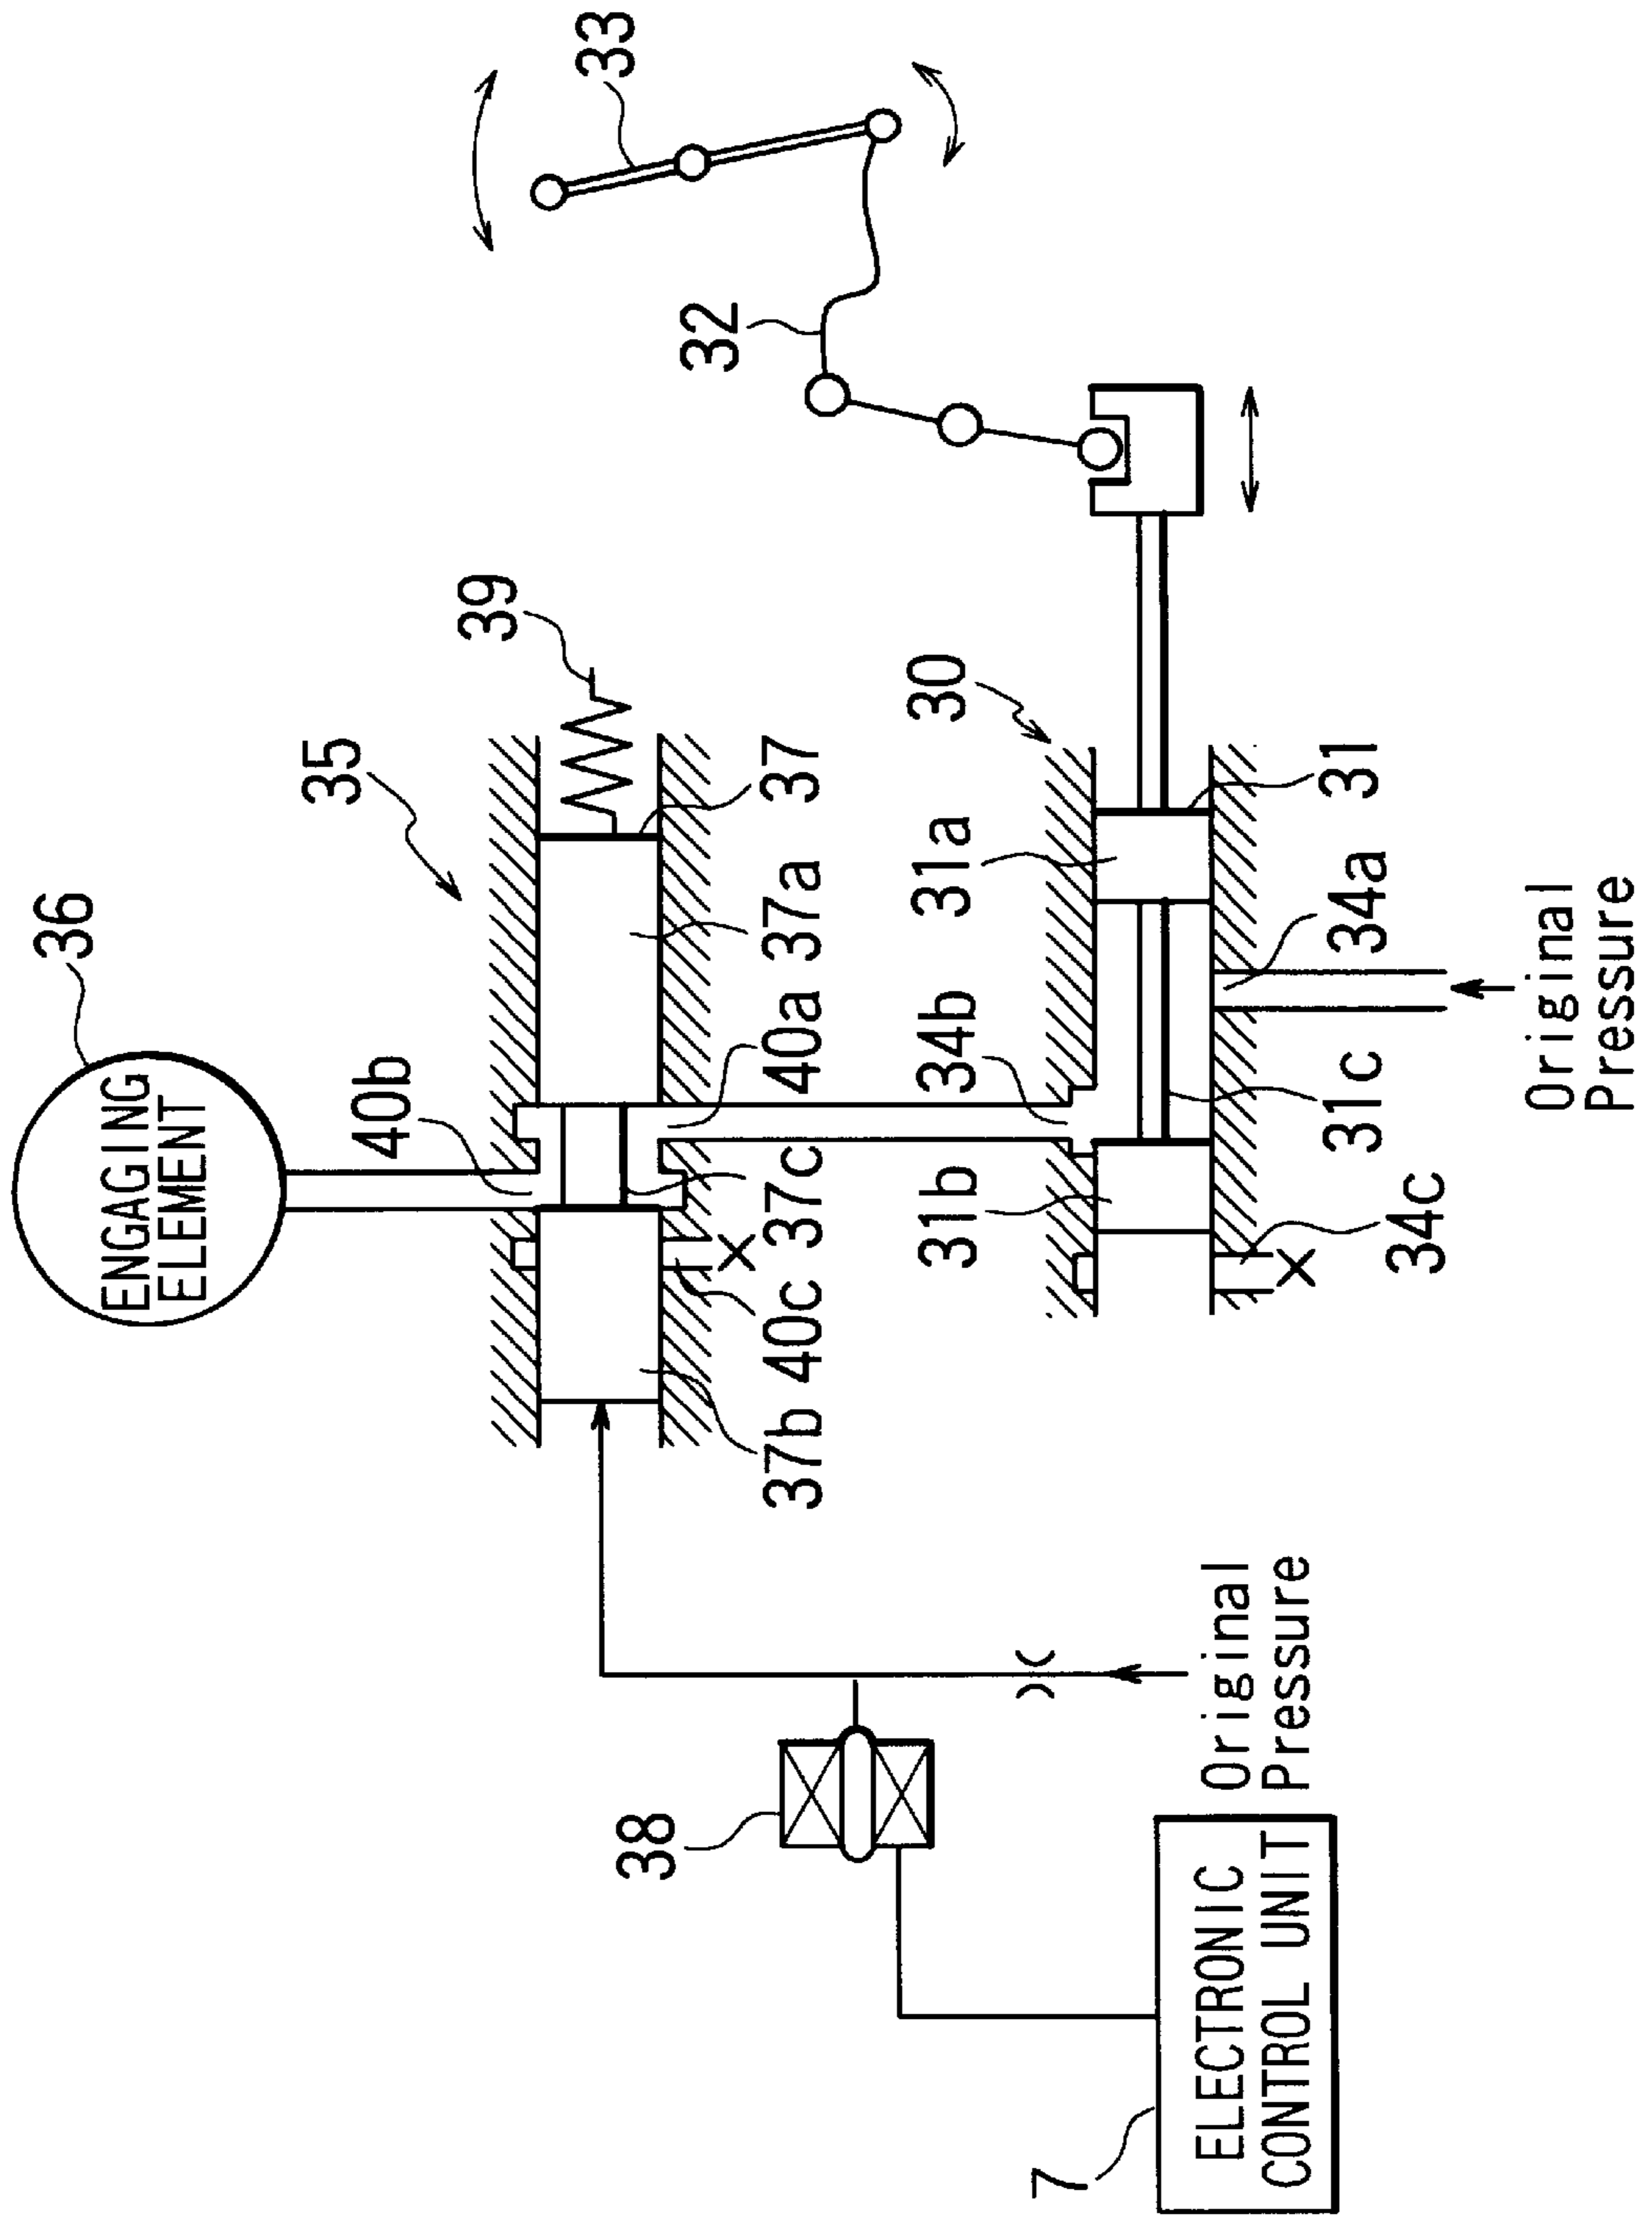 36
ENGAGING
ELEMENT
35
39
33
40b
37
37a
40a
37c
40c
37b
32
38
30
34b
31a
31b
31
34a
31c
34c
Original
Pressure
Original
Pressure
7
ELECTRONIC
CONTROL UNIT
X
X